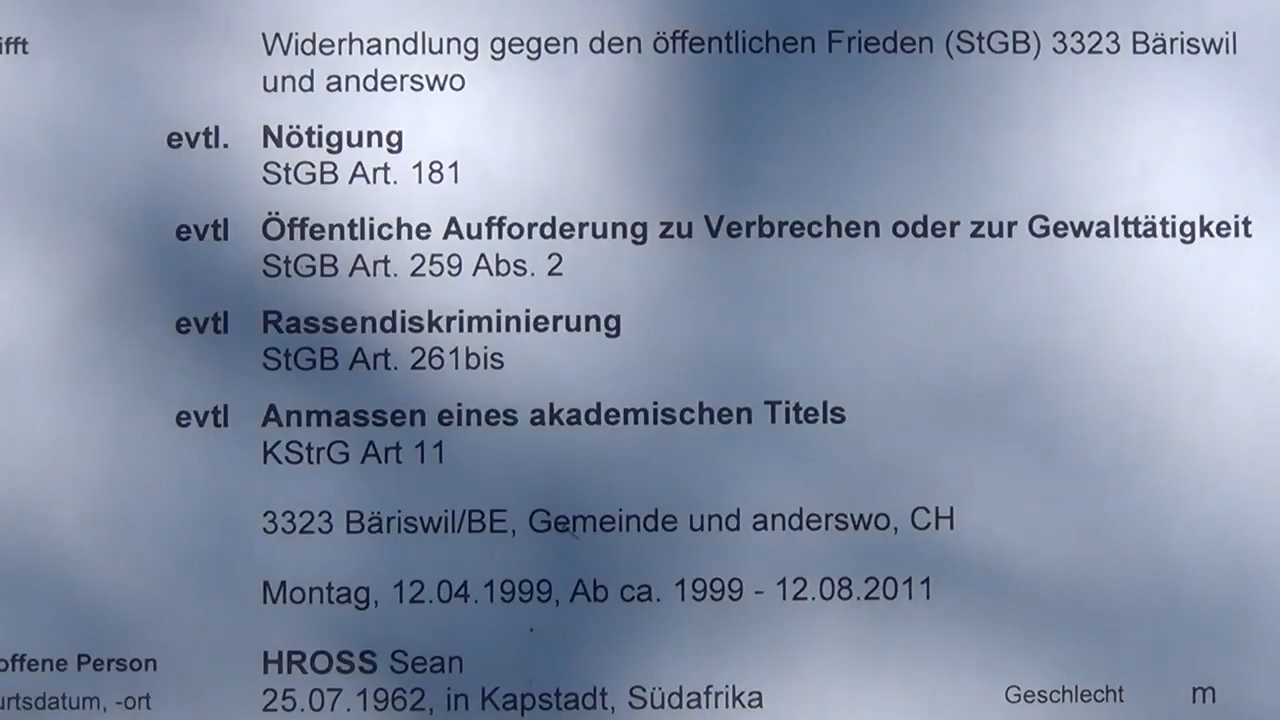 ifft Widerhandlung gegen den öffentlichen Frieden (StGB) 3323 Bäriswil
und anderswo
evtl. Nötigung
StGB Art. 181
evtl Öffentliche Aufforderung zu Verbrechen oder zur Gewalttätigkeit
StGB Art. 259 Abs. 2
evtl Rassendiskriminierung
StGB Art. 261bis
evtl Anmassen eines akademischen Titels
KStrG Art 11
3323 Bäriswil/BE, Gemeinde und anderswo, CH
Montag, 12.04.1999, Ab ca. 1999 - 12.08.2011
offene Person HROSS Sean
urtsdatum, -ort 25.07.1962, in Kapstadt, Südafrika Geschlecht m